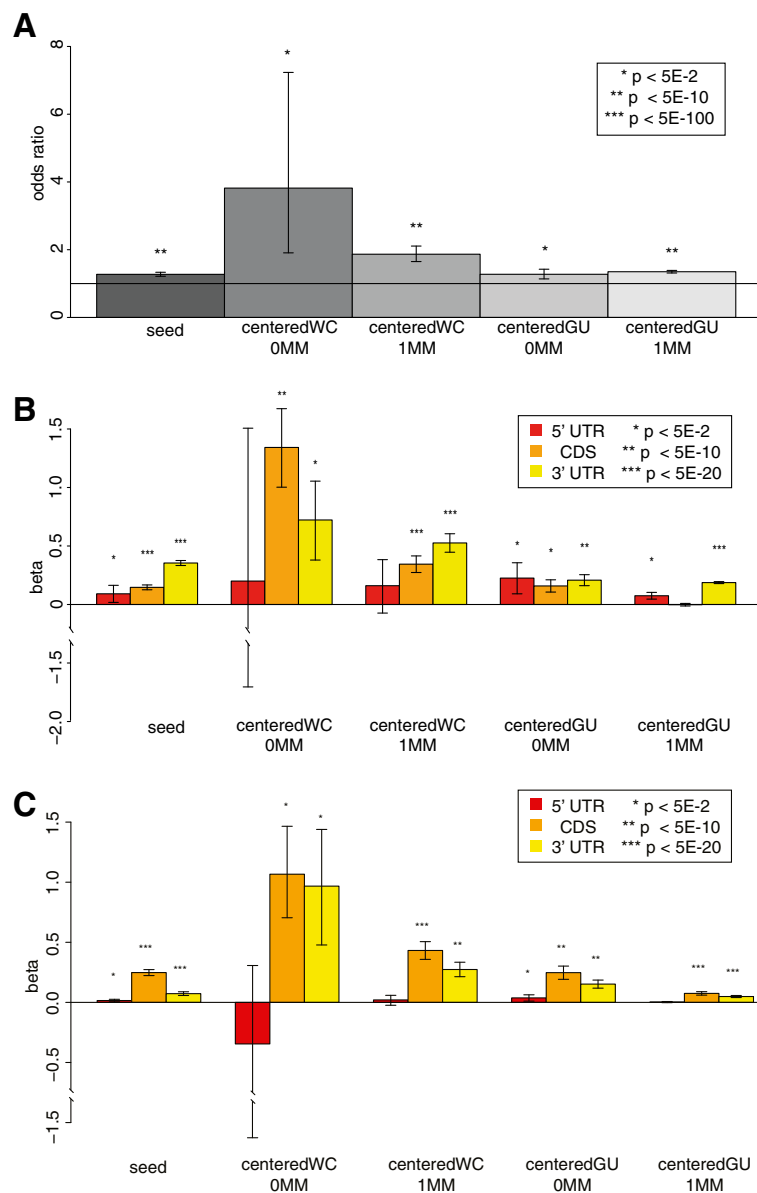 A
odds ratio
8
6
4
2
0
*
**
**
*
**
* p < 5E-2
** p < 5E-10
*** p < 5E-100
seed
centeredWC
0MM
centeredWC
1MM
centeredGU
0MM
centeredGU
1MM
B
beta
1.5
1.0
0.5
0
−1.5
−2.0
*
***
***
**
*
***
***
*
*
**
*
***
5' UTR * p < 5E-2
CDS ** p < 5E-10
3' UTR *** p < 5E-20
seed
centeredWC
0MM
centeredWC
1MM
centeredGU
0MM
centeredGU
1MM
C
beta
1.5
1.0
0.5
0.0
−0.5
−1.5
*
***
***
*
*
***
**
*
**
**
***
***
5' UTR * p < 5E-2
CDS ** p < 5E-10
3' UTR *** p < 5E-20
seed
centeredWC
0MM
centeredWC
1MM
centeredGU
0MM
centeredGU
1MM